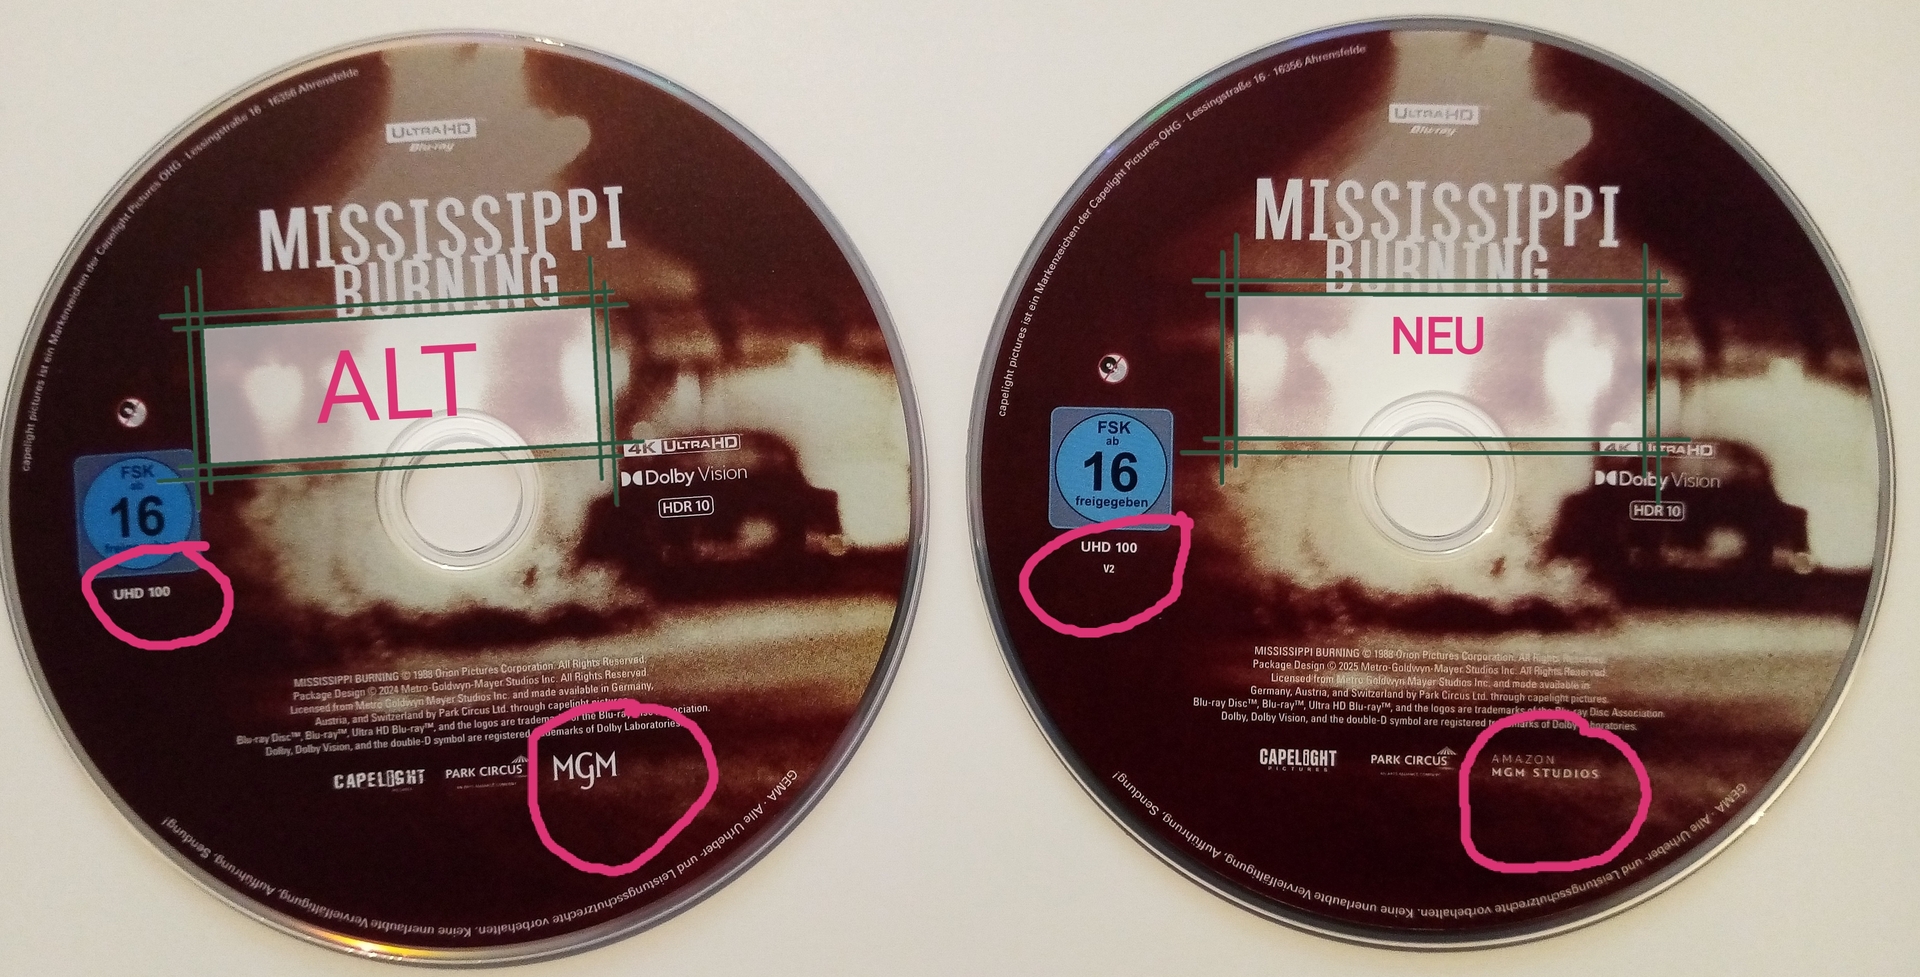 capelight pictures ist ein Markenzeichen der Capelight Pictures OHG · Lessingstraße 16 · 16356 Ahrensfelde
ULTRA HD
Blu-ray
MISSISSIPPI
BURNING
ALT
4K ULTRA HD
Dolby Vision
HDR 10
FSK
ab
16
UHD 100
MISSISSIPPI BURNING © 1988 Orion Pictures Corporation. All Rights Reserved.
Package Design © 2024 Metro-Goldwyn-Mayer Studios Inc. All Rights Reserved.
Licensed from Metro Goldwyn Mayer Studios Inc. and made available in Germany,
Austria, and Switzerland by Park Circus Ltd. through capelight pictures.
Blu-ray Disc™, Blu-ray™, Ultra HD Blu-ray™, and the logos are trademarks of the Blu-ray Disc Association.
Dolby, Dolby Vision, and the double-D symbol are registered trademarks of Dolby Laboratories.
CAPELIGHT
PICTURES
PARK CIRCUS
MGM
GEMA · Alle Urheber- und Leistungsschutzrechte vorbehalten. Keine unerlaubte Vervielfältigung, Aufführung, Sendung!
capelight pictures ist ein Markenzeichen der Capelight Pictures OHG · Lessingstraße 16 · 16356 Ahrensfelde
ULTRA HD
Blu-ray
MISSISSIPPI
BURNING
NEU
4K ULTRA HD
Dolby Vision
HDR 10
FSK
ab
16
freigegeben
UHD 100
V2
MISSISSIPPI BURNING © 1988 Orion Pictures Corporation. All Rights Reserved.
Package Design © 2025 Metro-Goldwyn-Mayer Studios Inc. All Rights Reserved.
Licensed from Metro Goldwyn Mayer Studios Inc. and made available in
Germany, Austria, and Switzerland by Park Circus Ltd. through capelight pictures.
Blu-ray Disc™, Blu-ray™, Ultra HD Blu-ray™, and the logos are trademarks of the Blu-ray Disc Association.
Dolby, Dolby Vision, and the double-D symbol are registered trademarks of Dolby Laboratories.
CAPELIGHT
PICTURES
PARK CIRCUS
AMAZON
MGM STUDIOS
GEMA · Alle Urheber- und Leistungsschutzrechte vorbehalten. Keine unerlaubte Vervielfältigung, Aufführung, Sendung!